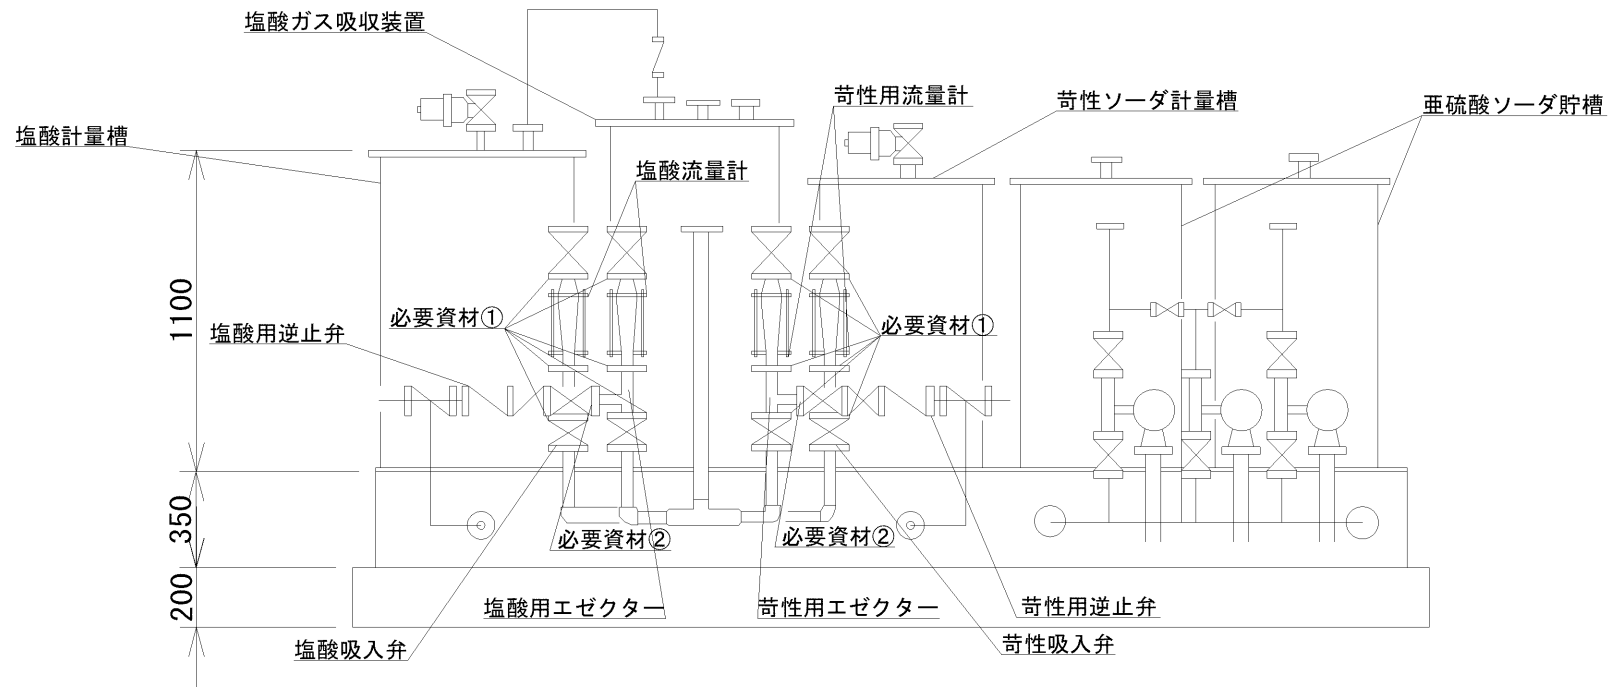 塩酸ガス吸収装置
苛性用流量計
苛性ソーダ計量槽
亜硫酸ソーダ貯槽
塩酸計量槽
塩酸流量計
1100
必要資材①
必要資材①
塩酸用逆止弁
350
必要資材②
必要資材②
200
塩酸用エゼクター
苛性用エゼクター
苛性用逆止弁
塩酸吸入弁
苛性吸入弁